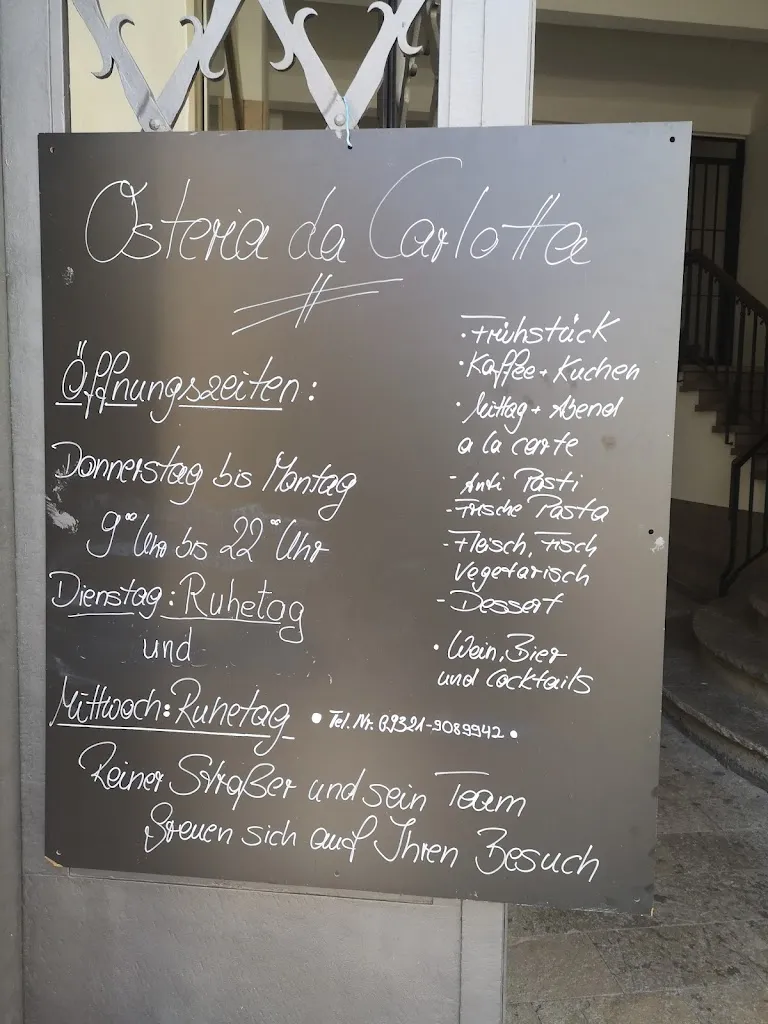 Osteria da Carlotta
Öffnungszeiten:
Donnerstag bis Montag
9°° Uhr bis 22°° Uhr
Dienstag: Ruhetag
und
Mittwoch: Ruhetag
• Frühstück
• Kaffee + Kuchen
• Mittag + Abend
a la carte
- Anti Pasti
- Frische Pasta
- Fleisch, Fisch
Vegetarisch
- Dessert
• Wein, Bier
und Cocktails
• Tel. Nr. 09321-9089942 •
Reiner Straßer und sein Team
freuen sich auf Ihren Besuch